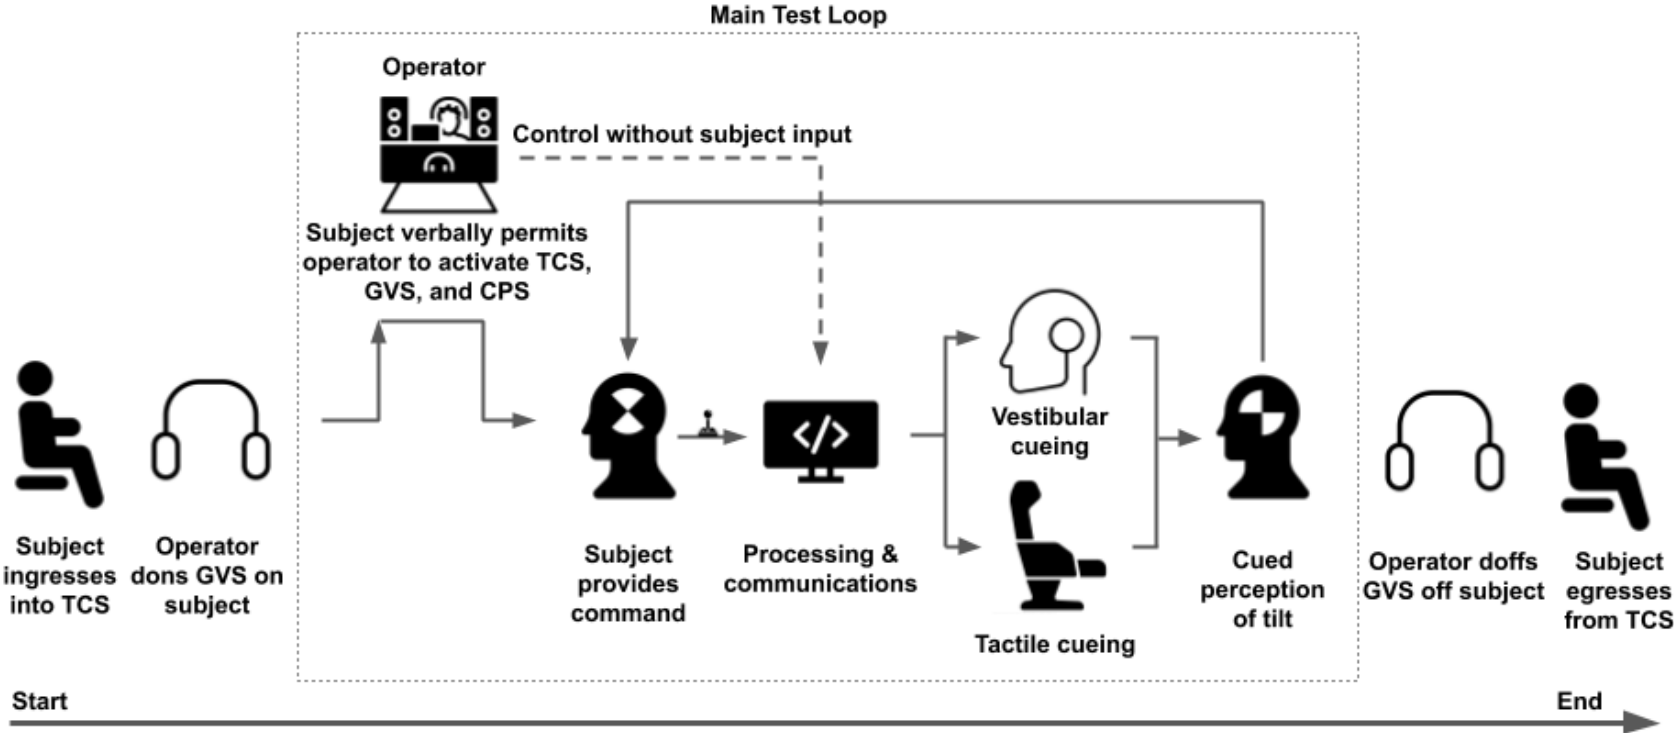 Main Test Loop
Operator
Control without subject input
Subject verbally permits
operator to activate TCS,
GVS, and CPS
Subject
ingresses
into TCS
Operator
dons GVS on
subject
Subject
provides
command
Processing &
communications
Vestibular
cueing
Tactile cueing
Cued
perception
of tilt
Operator doffs
GVS off subject
Subject
egresses
from TCS
Start
End